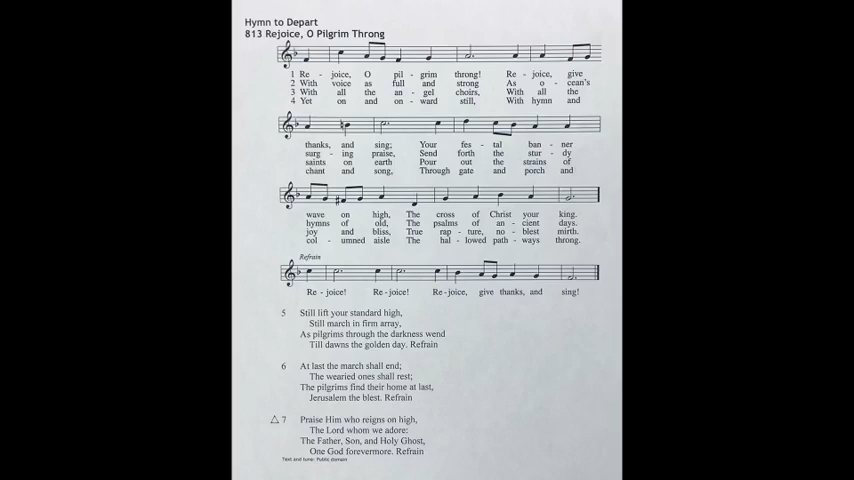 Hymn to Depart
813 Rejoice, O Pilgrim Throng
1 Re - joice, O pil - grim throng! Re - joice, give
2 With voice as full and strong As o - cean's
3 With all the an - gel choirs, With all the
4 Yet on and on - ward still, With hymn and
thanks, and sing; Your fes - tal ban - ner
surg - ing praise, Send forth the stur - dy
saints on earth Pour out the strains of
chant and song, Through gate and porch and
wave on high, The cross of Christ your king.
hymns of old, The psalms of an - cient days.
joy and bliss, True rap - ture, no - blest mirth.
col - umned aisle The hal - lowed path - ways throng.
Refrain
Re - joice! Re - joice! Re - joice, give thanks, and sing!
5 Still lift your standard high,
Still march in firm array,
As pilgrims through the darkness wend
Till dawns the golden day. Refrain
6 At last the march shall end;
The wearied ones shall rest;
The pilgrims find their home at last,
Jerusalem the blest. Refrain
△ 7 Praise Him who reigns on high,
The Lord whom we adore:
The Father, Son, and Holy Ghost,
One God forevermore. Refrain
Text and tune: Public domain